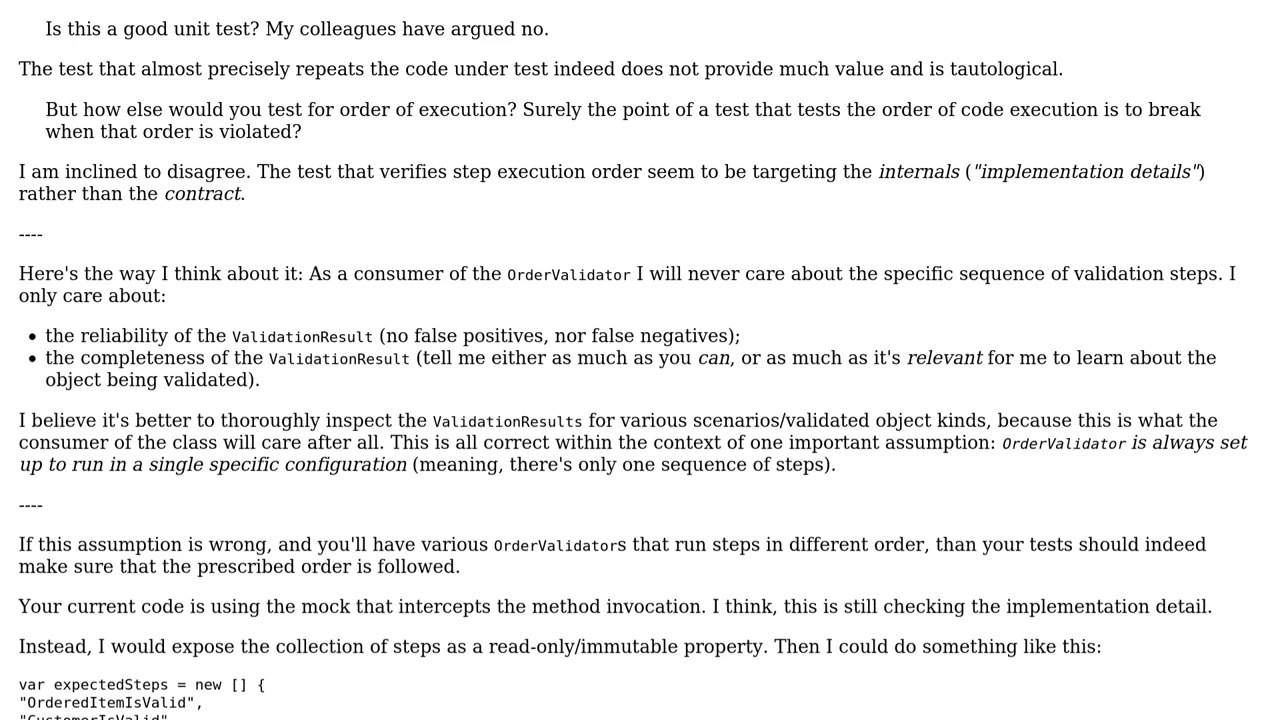 Is this a good unit test? My colleagues have argued no.
The test that almost precisely repeats the code under test indeed does not provide much value and is tautological.
But how else would you test for order of execution? Surely the point of a test that tests the order of code execution is to break
when that order is violated?
I am inclined to disagree. The test that verifies step execution order seem to be targeting the internals ("implementation details")
rather than the contract.
----
Here's the way I think about it: As a consumer of the OrderValidator I will never care about the specific sequence of validation steps. I
only care about:
• the reliability of the ValidationResult (no false positives, nor false negatives);
• the completeness of the ValidationResult (tell me either as much as you can, or as much as it's relevant for me to learn about the
object being validated).
I believe it's better to thoroughly inspect the ValidationResults for various scenarios/validated object kinds, because this is what the
consumer of the class will care after all. This is all correct within the context of one important assumption: OrderValidator is always set
up to run in a single specific configuration (meaning, there's only one sequence of steps).
----
If this assumption is wrong, and you'll have various OrderValidators that run steps in different order, than your tests should indeed
make sure that the prescribed order is followed.
Your current code is using the mock that intercepts the method invocation. I think, this is still checking the implementation detail.
Instead, I would expose the collection of steps as a read-only/immutable property. Then I could do something like this:
var expectedSteps = new [] {
"OrderedItemIsValid",
"CustomerIsValid"